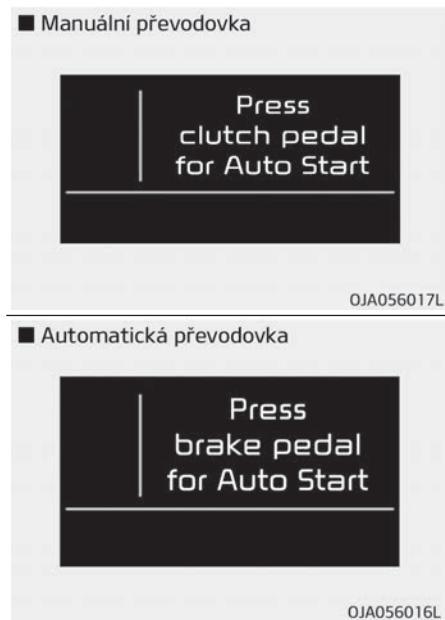 ■ Manuální převodovka
Press
clutch pedal
for Auto Start
OJA056017L
■ Automatická převodovka
Press
brake pedal
for Auto Start
OJA056016L